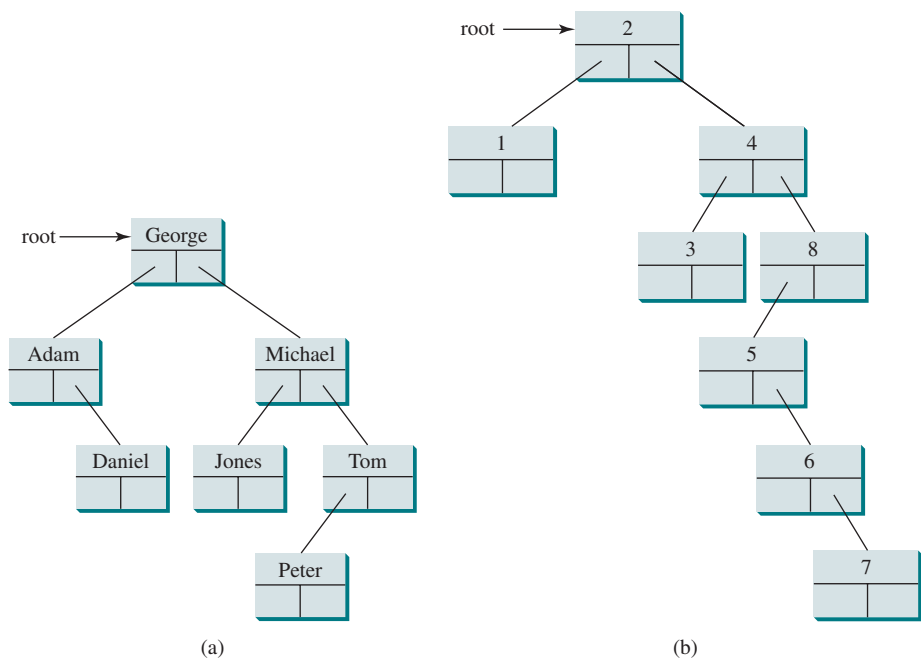 root
2
1
4
3
8
5
6
7
(b)
root
George
Adam
Michael
Daniel
Jones
Tom
Peter
(a)